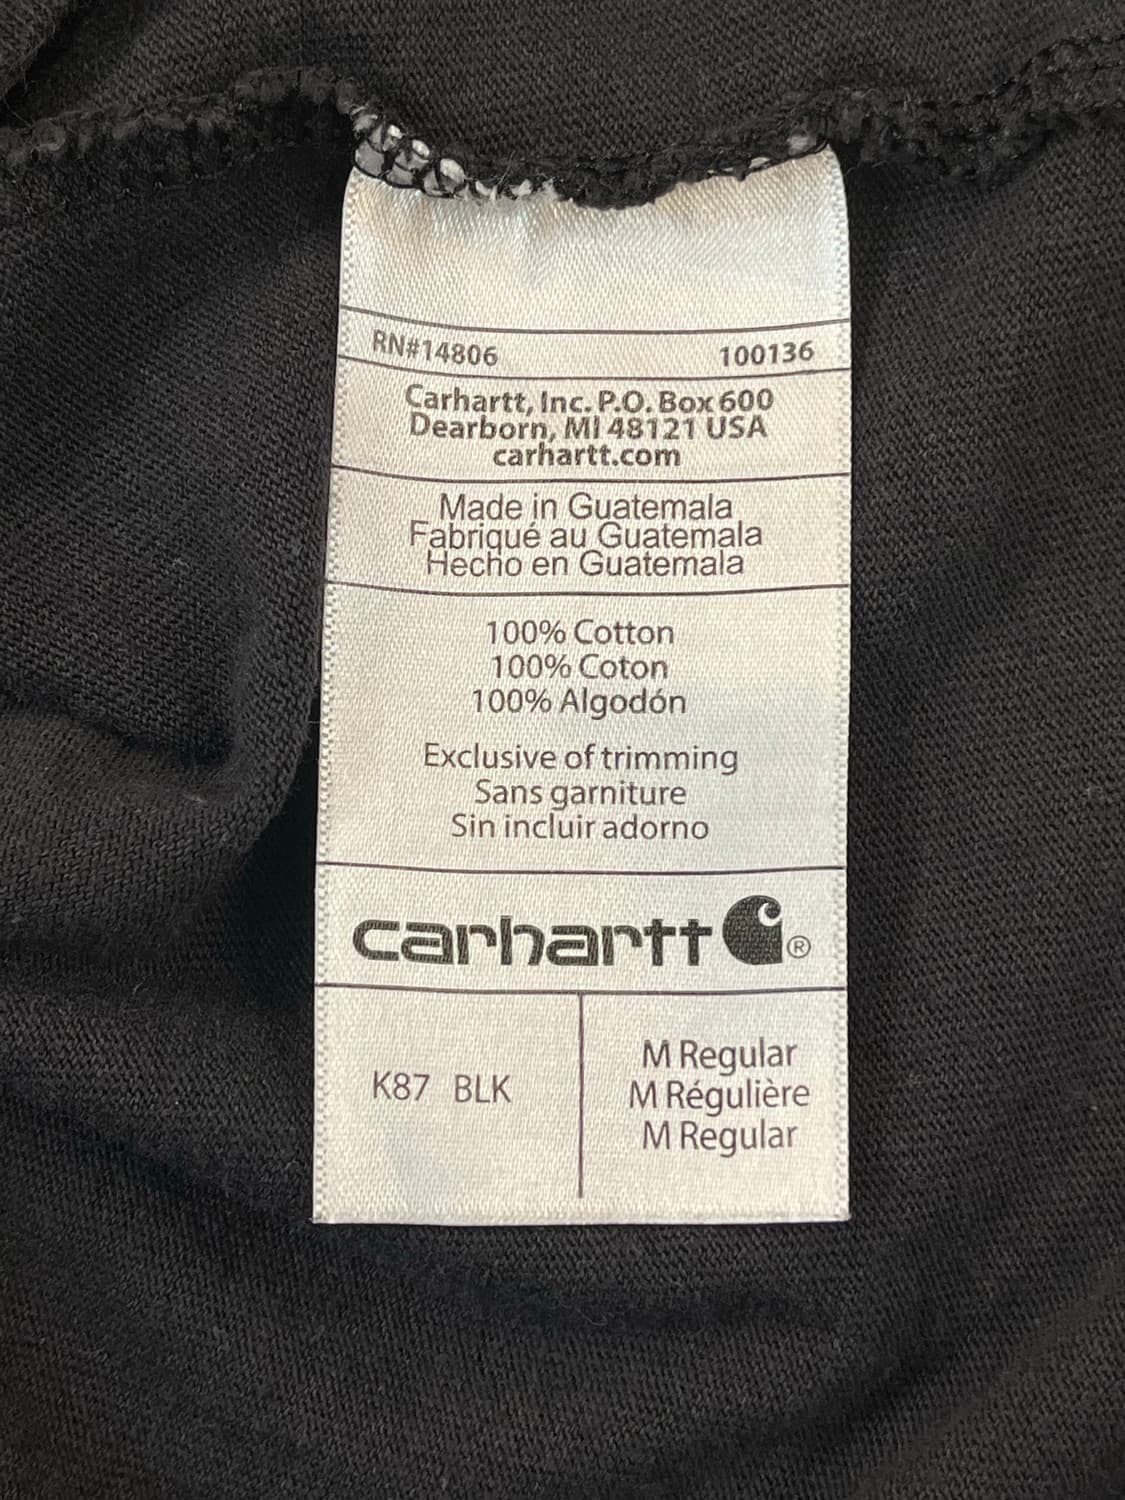 RN#14806 100136
Carhartt, Inc. P.O. Box 600
Dearborn, MI 48121 USA
carhartt.com
Made in Guatemala
Fabriqué au Guatemala
Hecho en Guatemala
100% Cotton
100% Coton
100% Algodón
Exclusive of trimming
Sans garniture
Sin incluir adorno
carhartt ®
K87 BLK
M Regular
M Régulière
M Regular